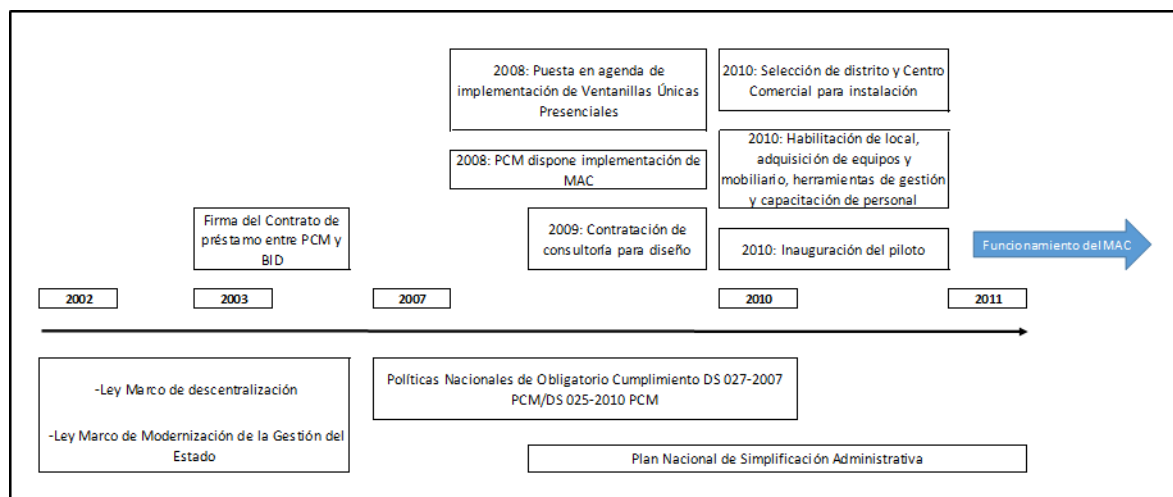 2008: Puesta en agenda de
implementación de Ventanillas Únicas
Presenciales
2010: Selección de distrito y Centro
Comercial para instalación
2008: PCM dispone implementación de
MAC
2010: Habilitación de local,
adquisición de equipos y
mobiliario, herramientas de gestión
y capacitación de personal
Firma del Contrato de
préstamo entre PCM y
BID
2009: Contratación de
consultoría para diseño
2010: Inauguración del piloto
Funcionamiento del MAC
2002
2003
2007
2010
2011
-Ley Marco de descentralización
-Ley Marco de Modernización de la Gestión del
Estado
Políticas Nacionales de Obligatorio Cumplimiento DS 027-2007
PCM/DS 025-2010 PCM
Plan Nacional de Simplificación Administrativa